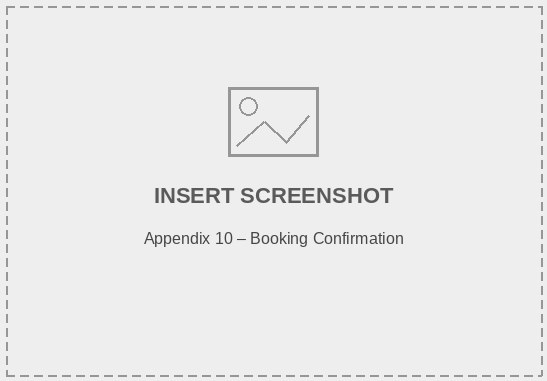 INSERT SCREENSHOT
Appendix 10 – Booking Confirmation